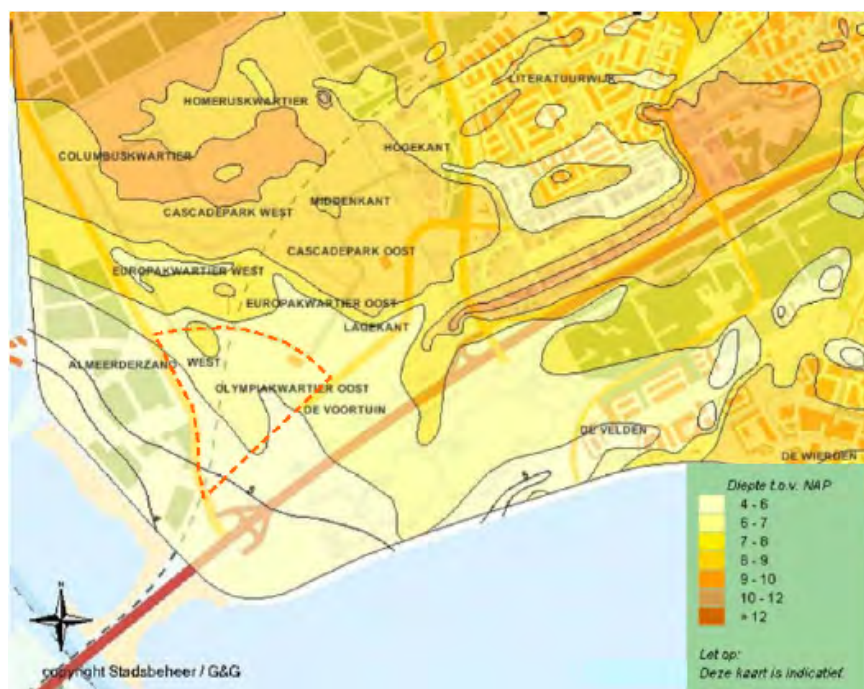 LITERATUURWIJK
HOMERUSKWARTIER
HOGEKANT
COLUMBUSKWARTIER
MIDDENKANT
CASCADEPARK WEST
CASCADEPARK OOST
EUROPAKWARTIER WEST
EUROPAKWARTIER OOST
LAGEKANT
ALMEERDERZAND WEST
OLYMPIAKWARTIER OOST
DE VOORTUIN
DE VELDEN
DE WIERDEN
Diepte t.o.v. NAP
4 - 6
6 - 7
7 - 8
8 - 9
9 - 10
10 - 12
> 12
Let op:
Deze kaart is indicatief.
N
copyright Stadsbeheer / G&G